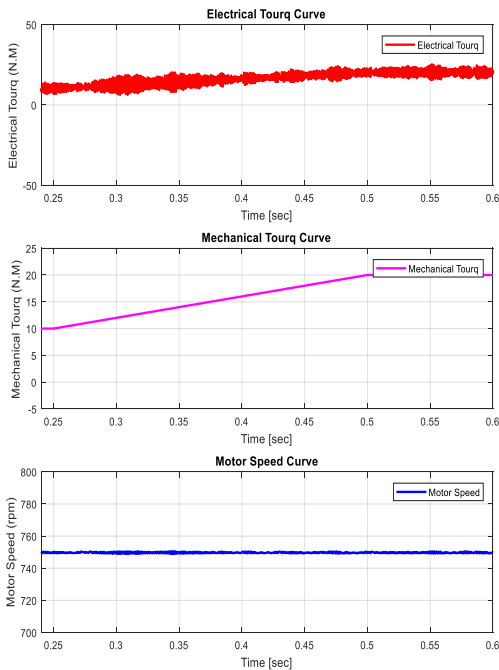 Electrical Tourq Curve
Electrical Tourq (N.M)
50
0
-50
Electrical Tourq
0.25 0.3 0.35 0.4 0.45 0.5 0.55 0.6
Time [sec]
Mechanical Tourq Curve
Mechanical Tourq (N.M)
25
20
15
10
5
0
-5
Mechanical Tourq
0.25 0.3 0.35 0.4 0.45 0.5 0.55 0.6
Time [sec]
Motor Speed Curve
Motor Speed (rpm)
800
780
760
740
720
700
Motor Speed
0.25 0.3 0.35 0.4 0.45 0.5 0.55 0.6
Time [sec]